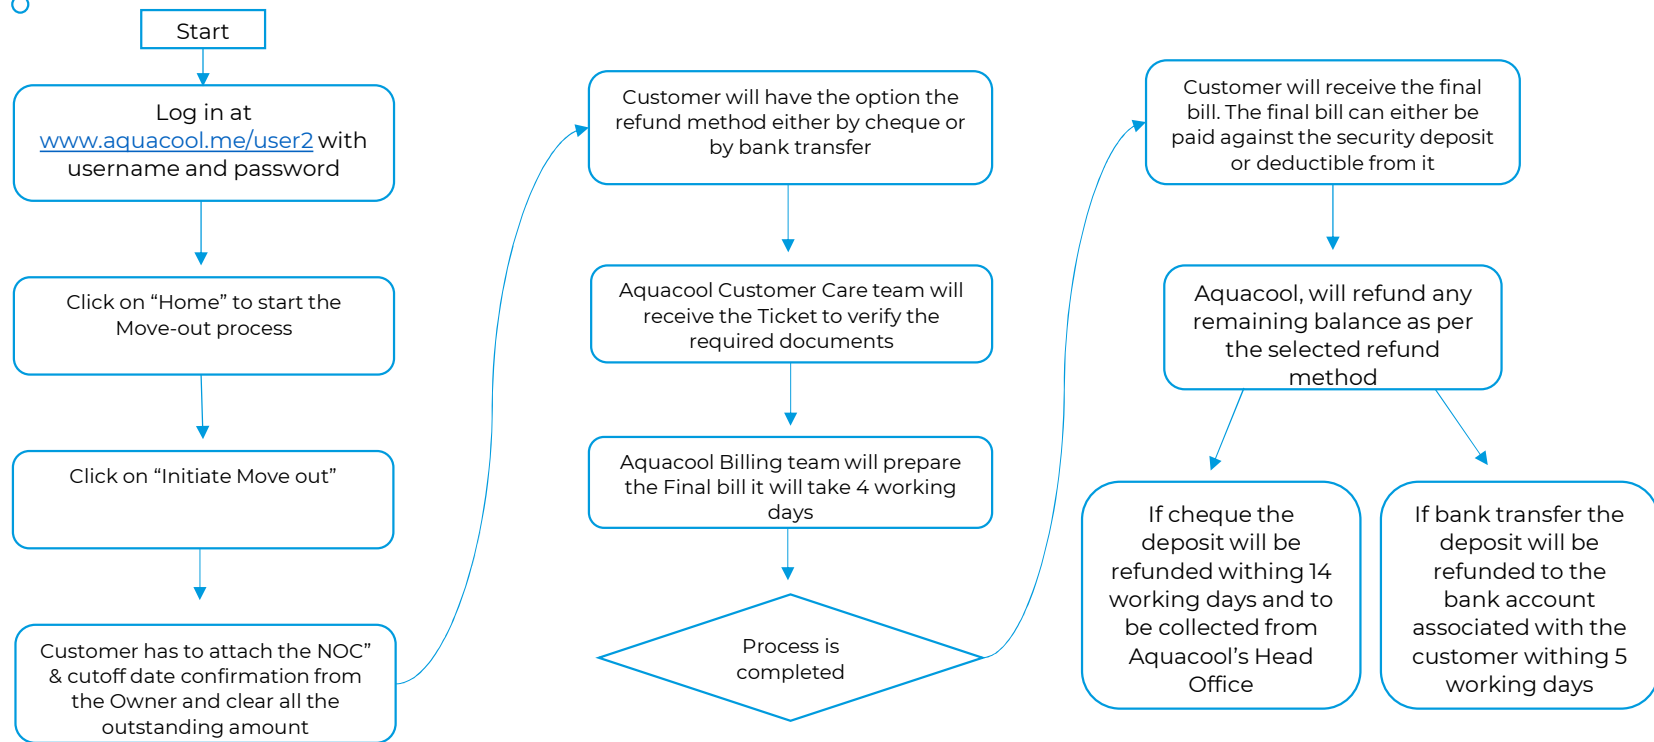 Start
Log in at
www.aquacool.me/user2 with
username and password
Click on “Home” to start the
Move-out process
Click on “Initiate Move out”
Customer has to attach the NOC”
& cutoff date confirmation from
the Owner and clear all the
outstanding amount
Customer will have the option the
refund method either by cheque or
by bank transfer
Aquacool Customer Care team will
receive the Ticket to verify the
required documents
Aquacool Billing team will prepare
the Final bill it will take 4 working
days
Process is
completed
Customer will receive the final
bill. The final bill can either be
paid against the security deposit
or deductible from it
Aquacool, will refund any
remaining balance as per
the selected refund
method
If cheque the
deposit will be
refunded withing 14
working days and to
be collected from
Aquacool’s Head
Office
If bank transfer the
deposit will be
refunded to the
bank account
associated with the
customer withing 5
working days